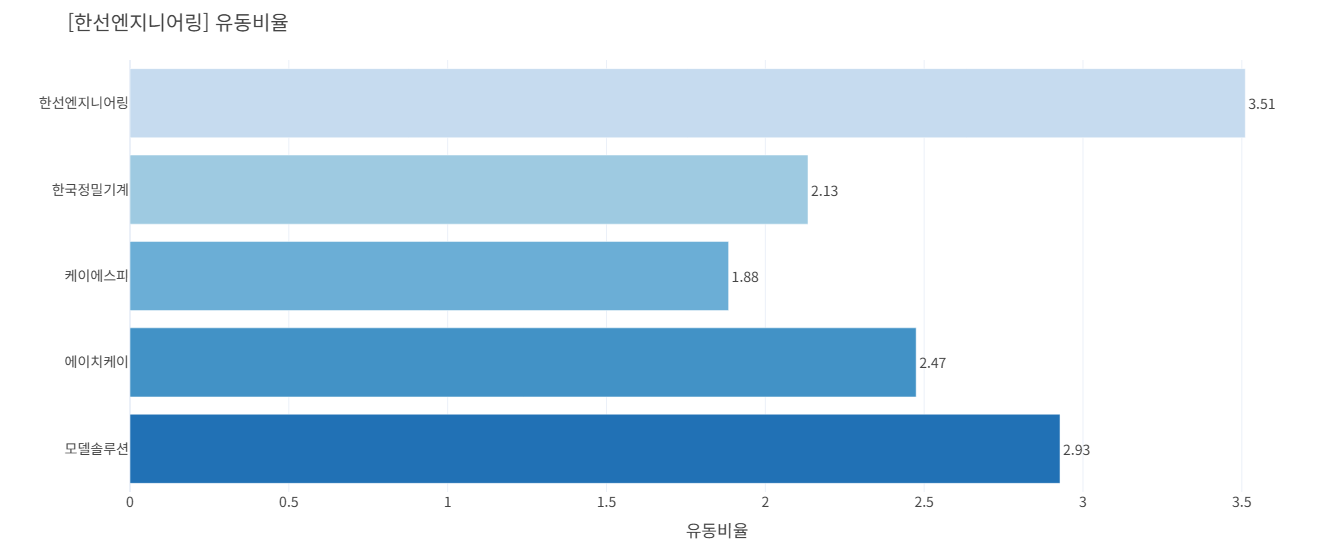 [한선엔지니어링] 유동비율
한선엔지니어링 3.51
한국정밀기계 2.13
케이에스피 1.88
에이치케이 2.47
모델솔루션 2.93
0 0.5 1 1.5 2 2.5 3 3.5
유동비율